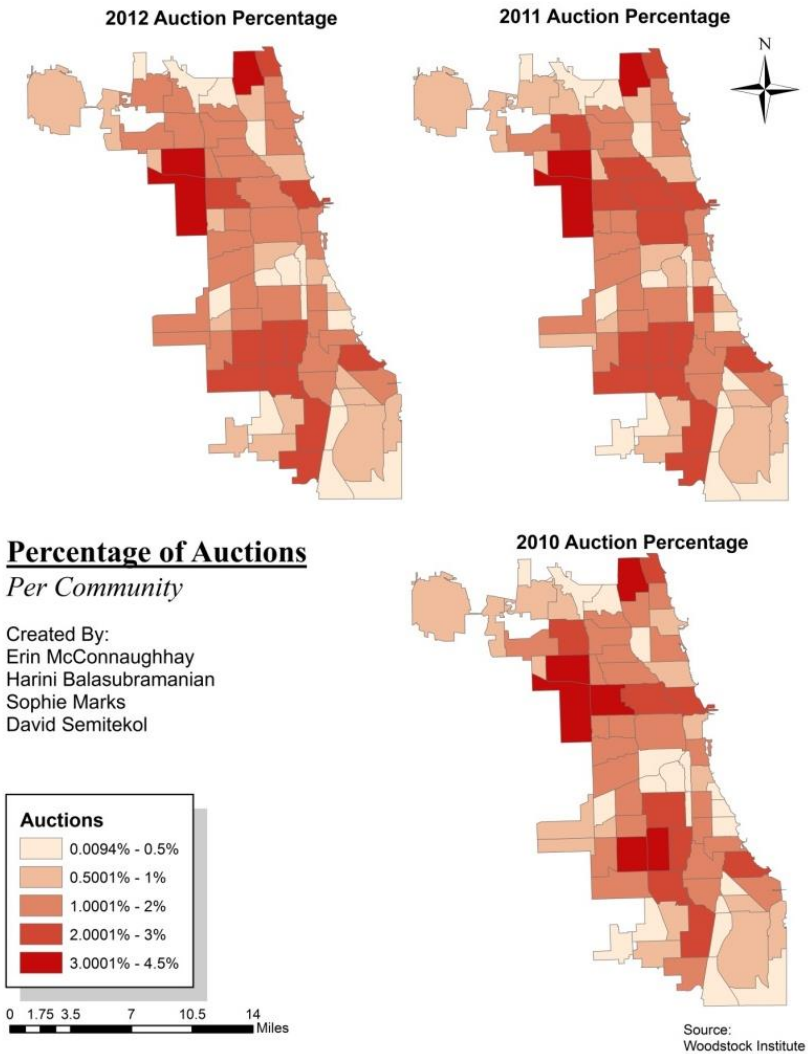 2012 Auction Percentage
2011 Auction Percentage
N
Percentage of Auctions
Per Community
Created By:
Erin McConnaughhay
Harini Balasubramanian
Sophie Marks
David Semitekol
2010 Auction Percentage
Auctions
0.0094% - 0.5%
0.5001% - 1%
1.0001% - 2%
2.0001% - 3%
3.0001% - 4.5%
0 1.75 3.5 7 10.5 14
Miles
Source:
Woodstock Institute